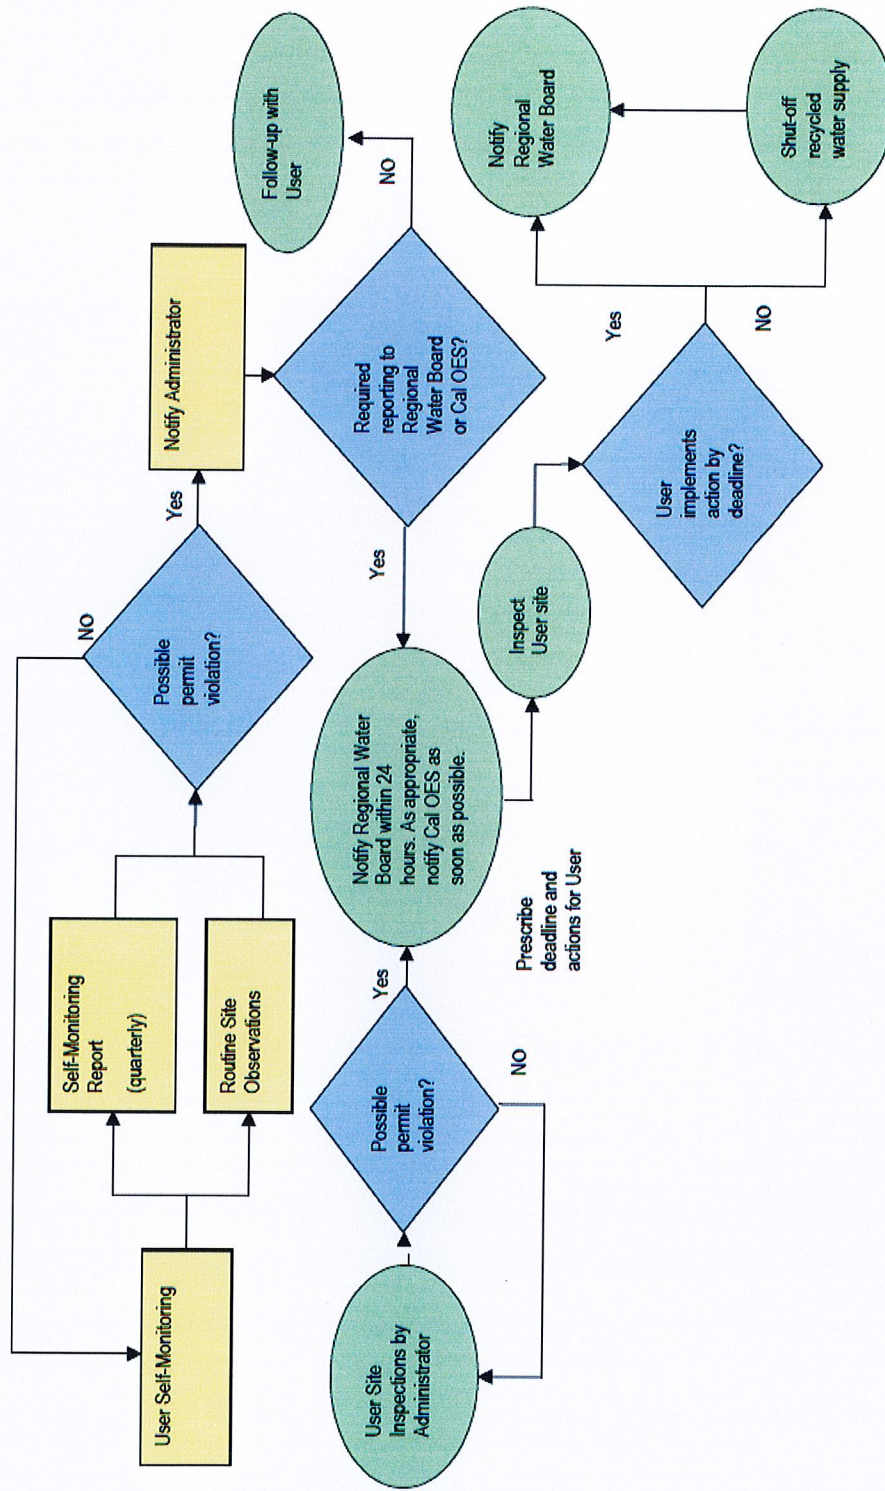 User Self-Monitoring
Self-Monitoring
Report
(quarterly)
Routine Site
Observations
Possible
permit
violation?
NO
Yes
Notify Administrator
Required
reporting to
Regional
Water Board
or Cal OES?
NO
Follow-up with
User
Yes
User Site
Inspections by
Administrator
Possible
permit
violation?
NO
Yes
Notify Regional Water
Board within 24
hours. As appropriate,
notify Cal OES as
soon as possible.
Prescribe
deadline and
actions for User
Inspect
User site
User
implements
action by
deadline?
Yes
NO
Notify
Regional
Water Board
Shut-off
recycled
water supply